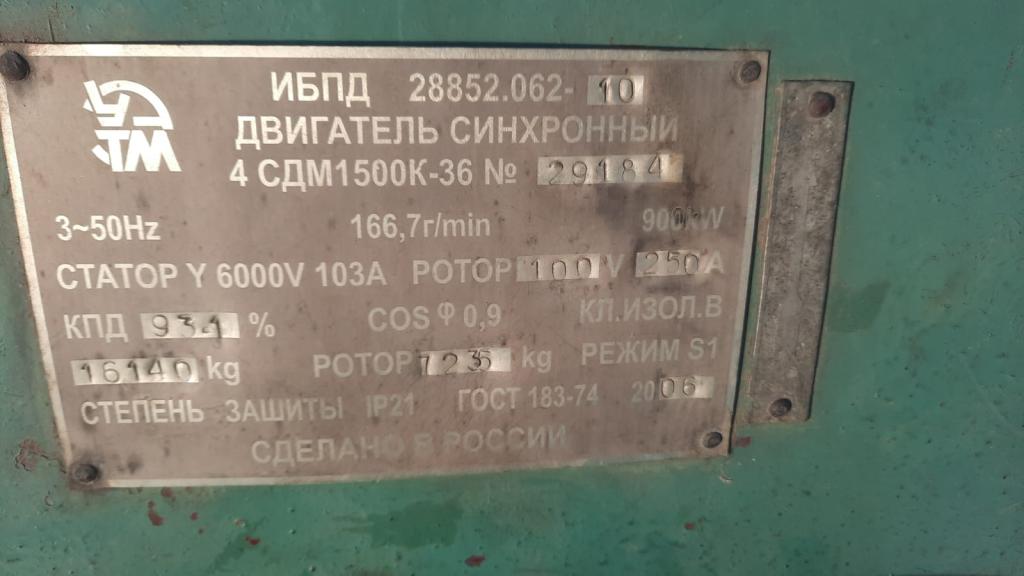 УТМ
ИБПД 28852.062- 10
ДВИГАТЕЛЬ СИНХРОННЫЙ
4 СДМ1500К-36 № 29184
3~50Hz 166,7r/min 900kW
СТАТОР Y 6000V 103A РОТОР 100 V 250 A
КПД 93,1 % COS φ 0,9 КЛ.ИЗОЛ.В
16140 kg РОТОР kg РЕЖИМ S1
СТЕПЕНЬ ЗАЩИТЫ IP21 ГОСТ 183-74 2006
СДЕЛАНО В РОССИИ